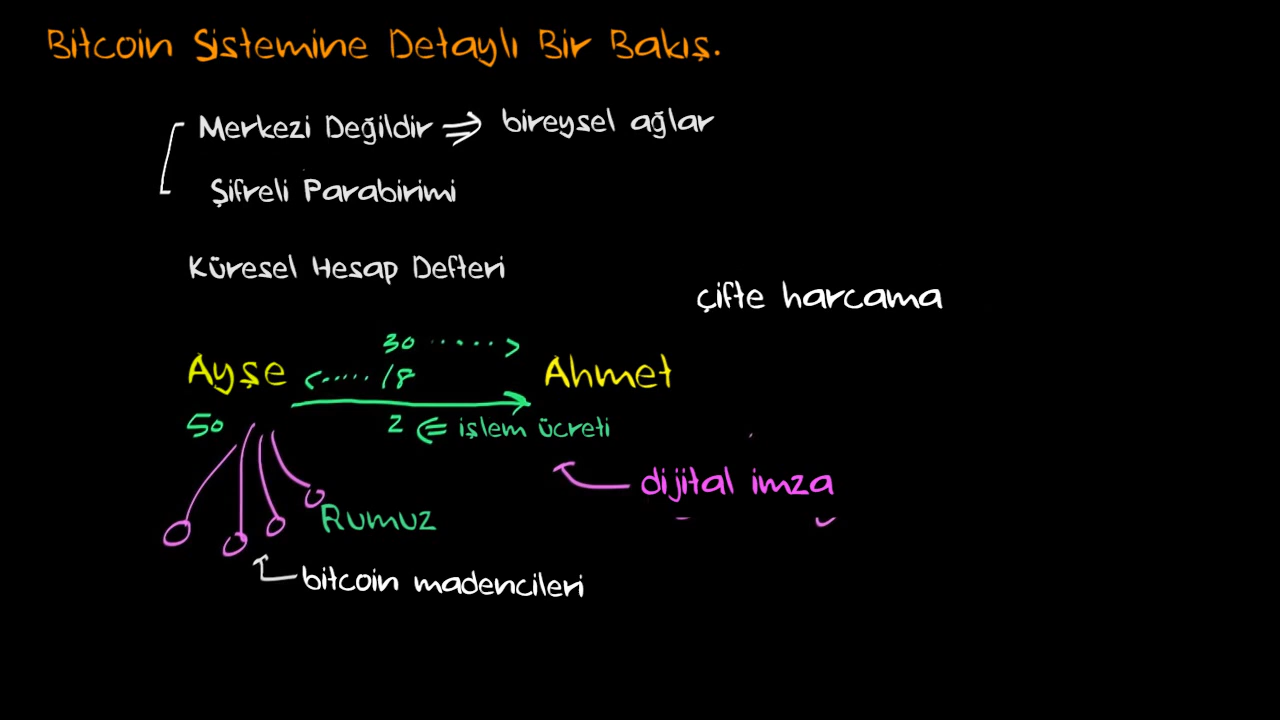 Bitcoin Sistemine Detaylı Bir Bakış.
Merkezi Değildir ⇒ bireysel ağlar
Şifreli Parabirimi
Küresel Hesap Defteri
çifte harcama
30
Ayşe 18 Ahmet
50 2 ⇐ işlem ücreti
dijital imza
Rumuz
bitcoin madencileri